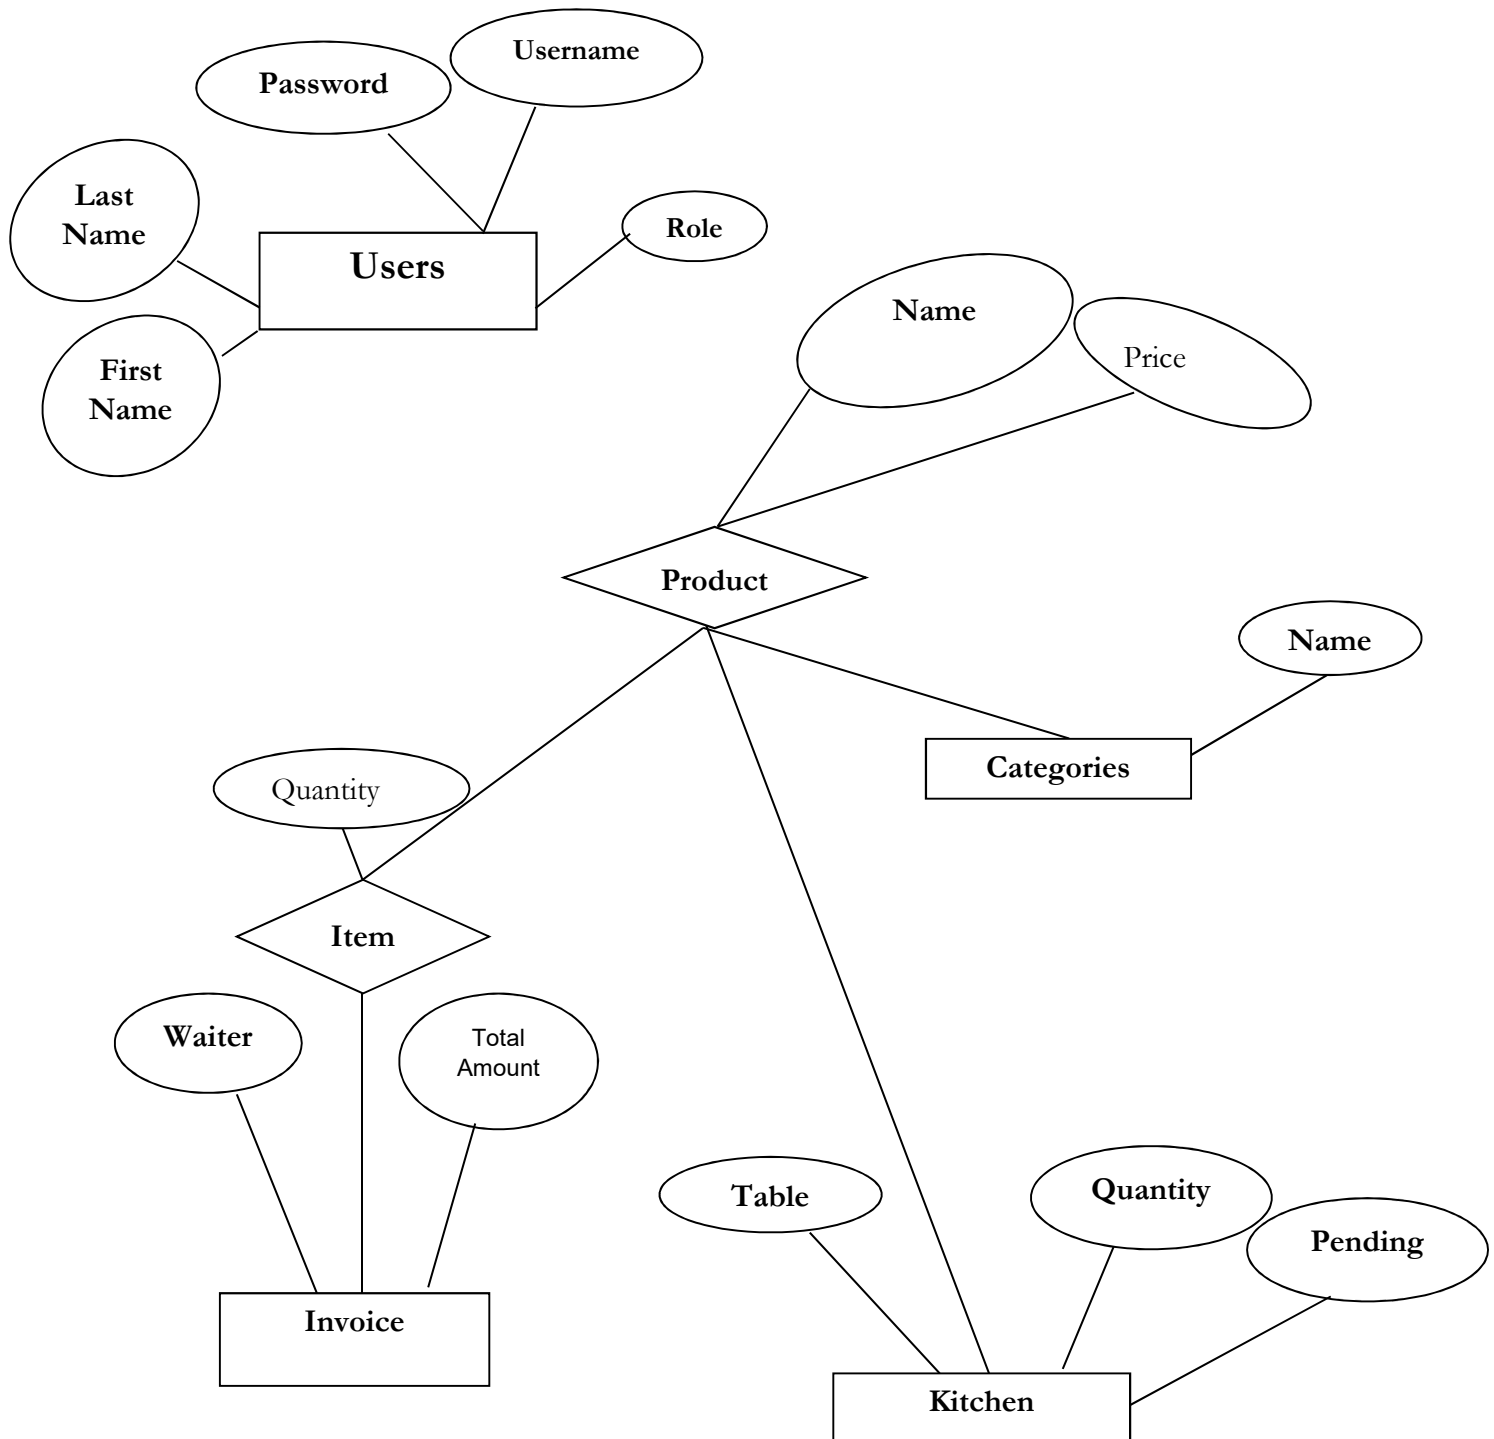 Username
Password
Last
Name
Role
Users
Name
Price
First
Name
Product
Name
Categories
Quantity
Item
Waiter
Total
Amount
Table
Quantity
Pending
Invoice
Kitchen